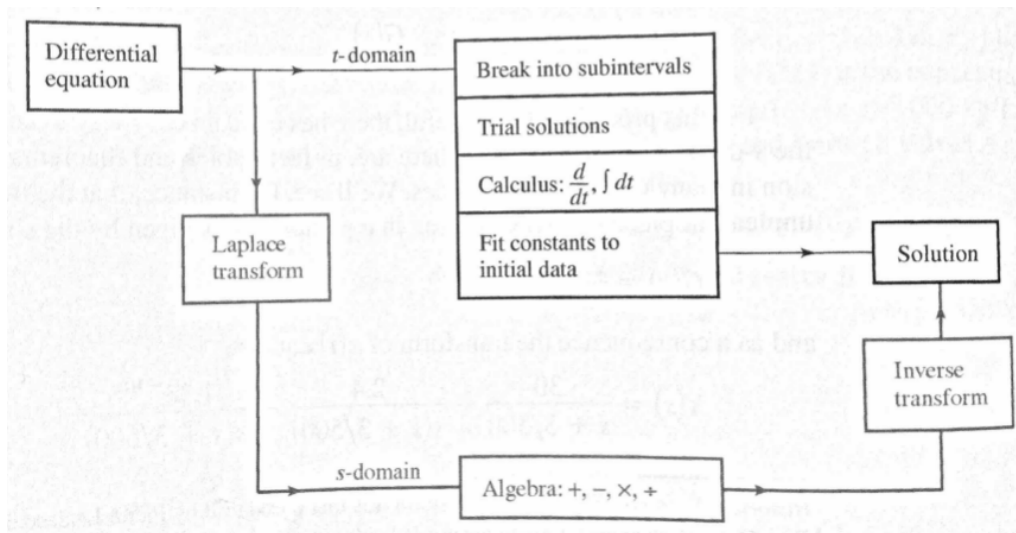 Differential
equation
t-domain
Break into subintervals
Trial solutions
Calculus: d/dt, ∫ dt
Fit constants to
initial data
Laplace
transform
Solution
Inverse
transform
s-domain
Algebra: +, −, ×, ÷